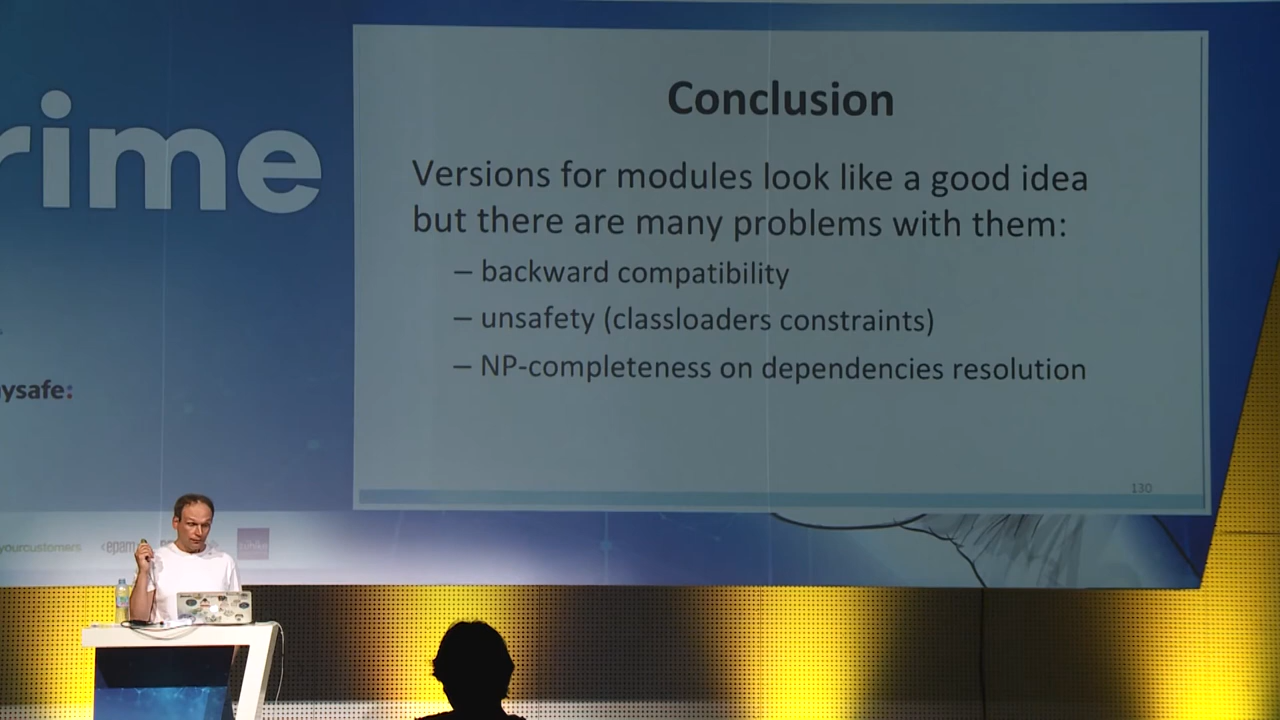 rime
Conclusion
Versions for modules look like a good idea
but there are many problems with them:
– backward compatibility
– unsafety (classloaders constraints)
– NP-completeness on dependencies resolution
130
ysafe:
yourcustomers
<epam